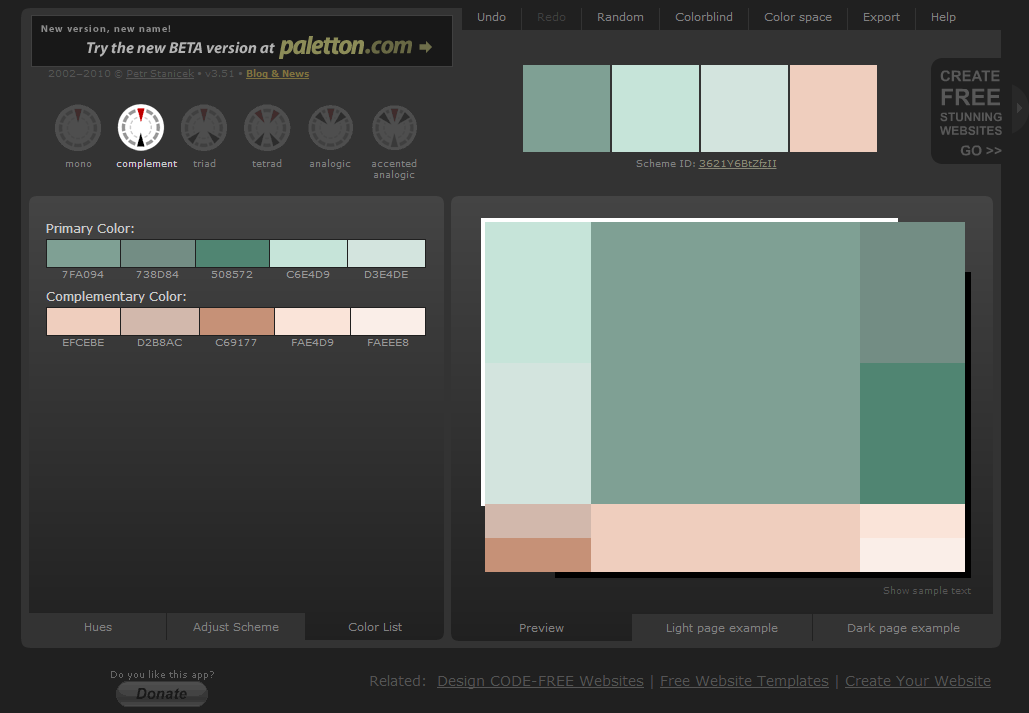 New version, new name!
Try the new BETA version at paletton.com
2002–2010 © Petr Stanicek • v3.51 • Blog & News
Undo Redo Random Colorblind Color space Export Help
CREATE
FREE
STUNNING
WEBSITES
GO >>
mono complement triad tetrad analogic accented analogic
Scheme ID: 3621Y6BtZfzII
Primary Color:
7FA094 738D84 508572 C6E4D9 D3E4DE
Complementary Color:
EFCEBE D2B8AC C69177 FAE4D9 FAEEE8
Show sample text
Hues Adjust Scheme Color List
Preview Light page example Dark page example
Do you like this app?
Donate
Related: Design CODE-FREE Websites | Free Website Templates | Create Your Website